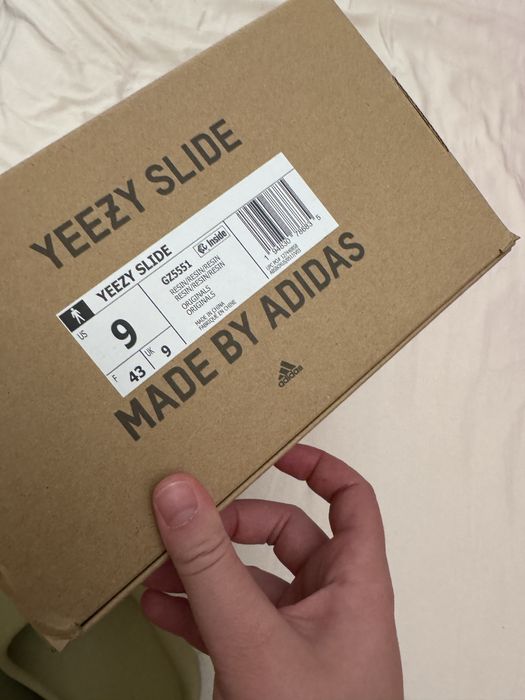 YEEZY SLIDE
YEEZY SLIDE
US
9
F
43
UK
9
GZ5551
Inside
RESIN/RESIN/RESIN
RESIN/RESIN/RESIN
ORIGINALS
ORIGINALS
MADE IN CHINA
FABRIQUÉ EN CHINE
MADE BY ADIDAS
adidas